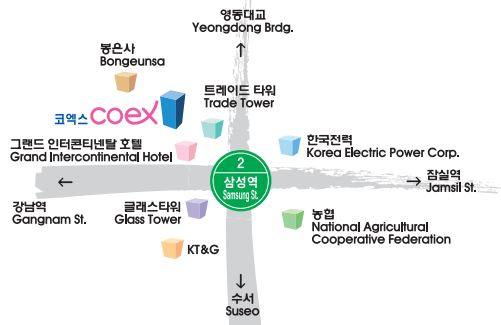 영동대교
Yeongdong Brdg.
봉은사
Bongeunsa
트레이드 타워
Trade Tower
코엑스 coex
그랜드 인터콘티넨탈 호텔
Grand Intercontinental Hotel
한국전력
Korea Electric Power Corp.
2
삼성역
Samsung St.
←
→
잠실역
Jamsil St.
강남역
Gangnam St.
글래스타워
Glass Tower
농협
National Agricultural
Cooperative Federation
KT&G
수서
Suseo